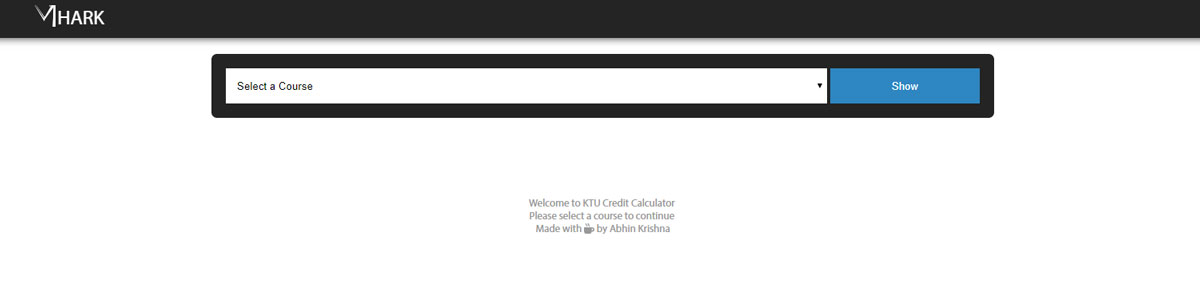 VHARK
Select a Course
Show
Welcome to KTU Credit Calculator
Please select a course to continue
Made with by Abhin Krishna